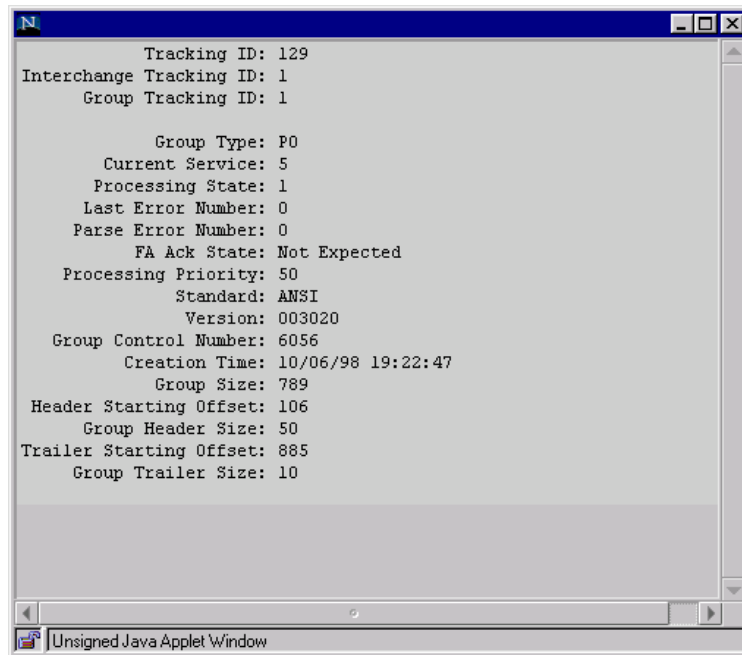 N
Tracking ID: 129
Interchange Tracking ID: 1
Group Tracking ID: 1
Group Type: PO
Current Service: 5
Processing State: 1
Last Error Number: 0
Parse Error Number: 0
FA Ack State: Not Expected
Processing Priority: 50
Standard: ANSI
Version: 003020
Group Control Number: 6056
Creation Time: 10/06/98 19:22:47
Group Size: 789
Header Starting Offset: 106
Group Header Size: 50
Trailer Starting Offset: 885
Group Trailer Size: 10
Unsigned Java Applet Window